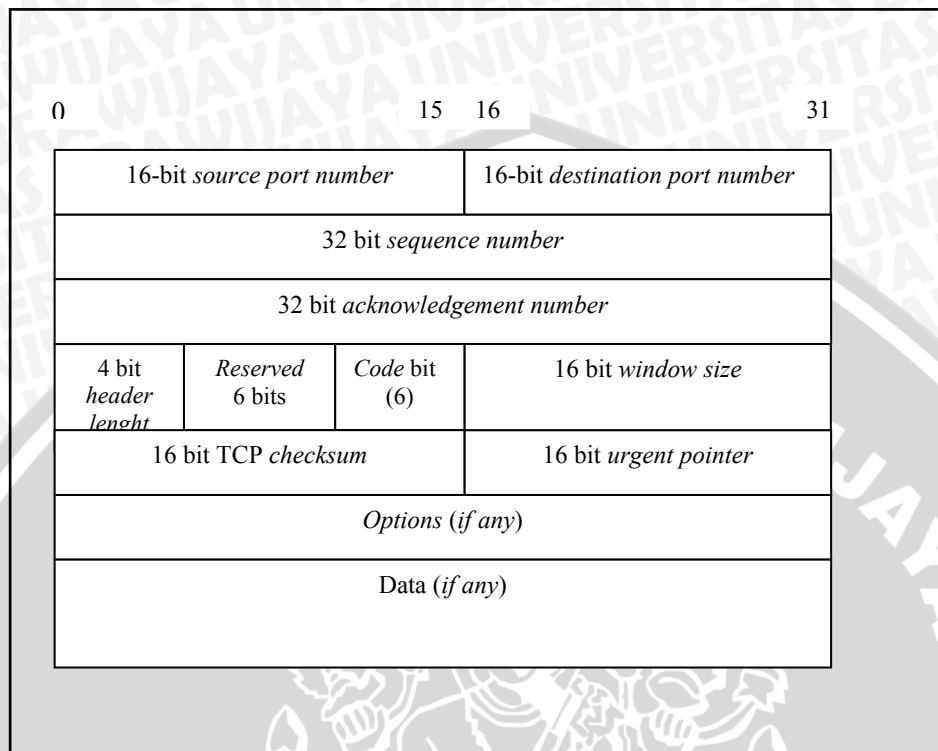 0 15 16 31
16-bit source port number 16-bit destination port number
32 bit sequence number
32 bit acknowledgement number
4 bit Reserved Code bit 16 bit window size
header 6 bits (6)
lenght
16 bit TCP checksum 16 bit urgent pointer
Options (if any)
Data (if any)